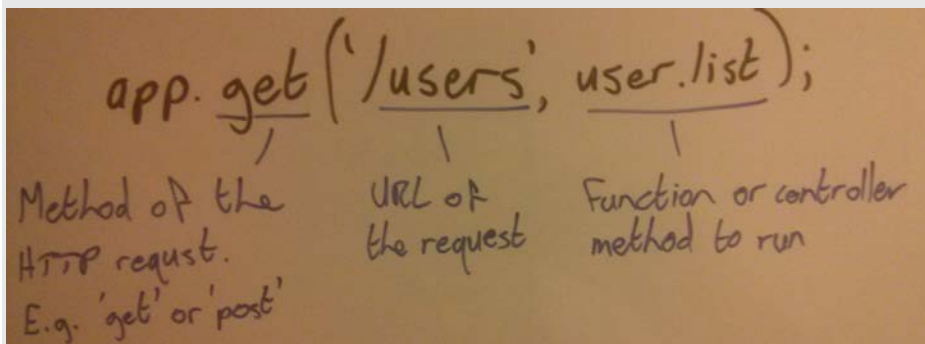 app.get('/users', user.list);
Method of the
HTTP requst.
E.g. 'get' or 'post'
URL of
the request
Function or controller
method to run